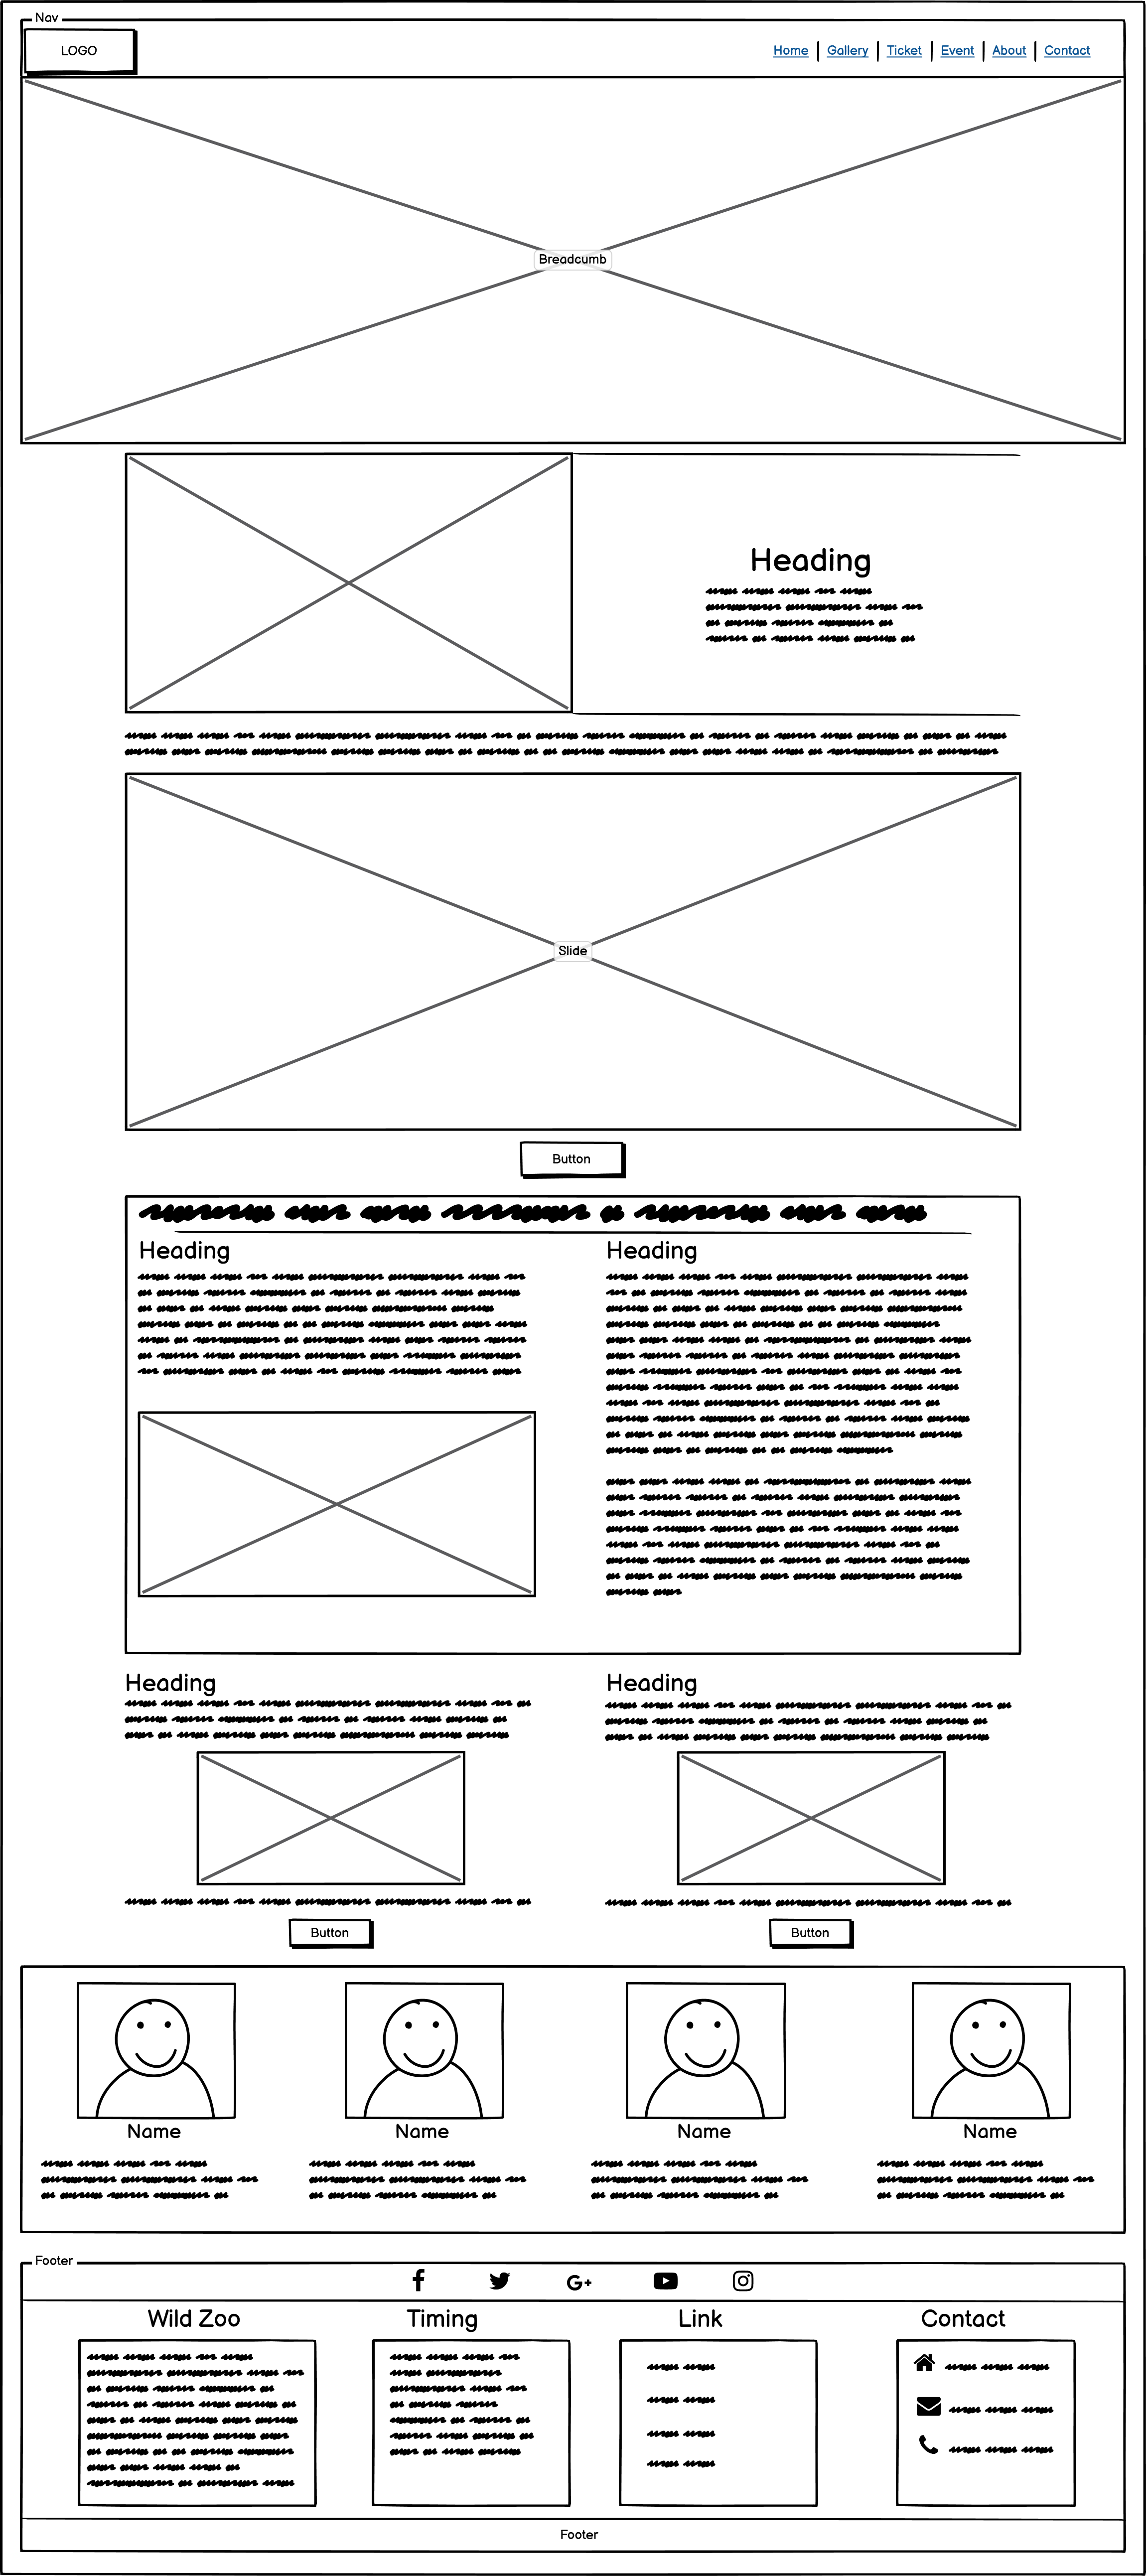 Nav
LOGO
Home Gallery Ticket Event About Contact
Breadcumb
Heading
Slide
Button
Heading Heading
Heading Heading
Button Button
Name Name Name Name
Footer
Wild Zoo Timing Link Contact
Footer